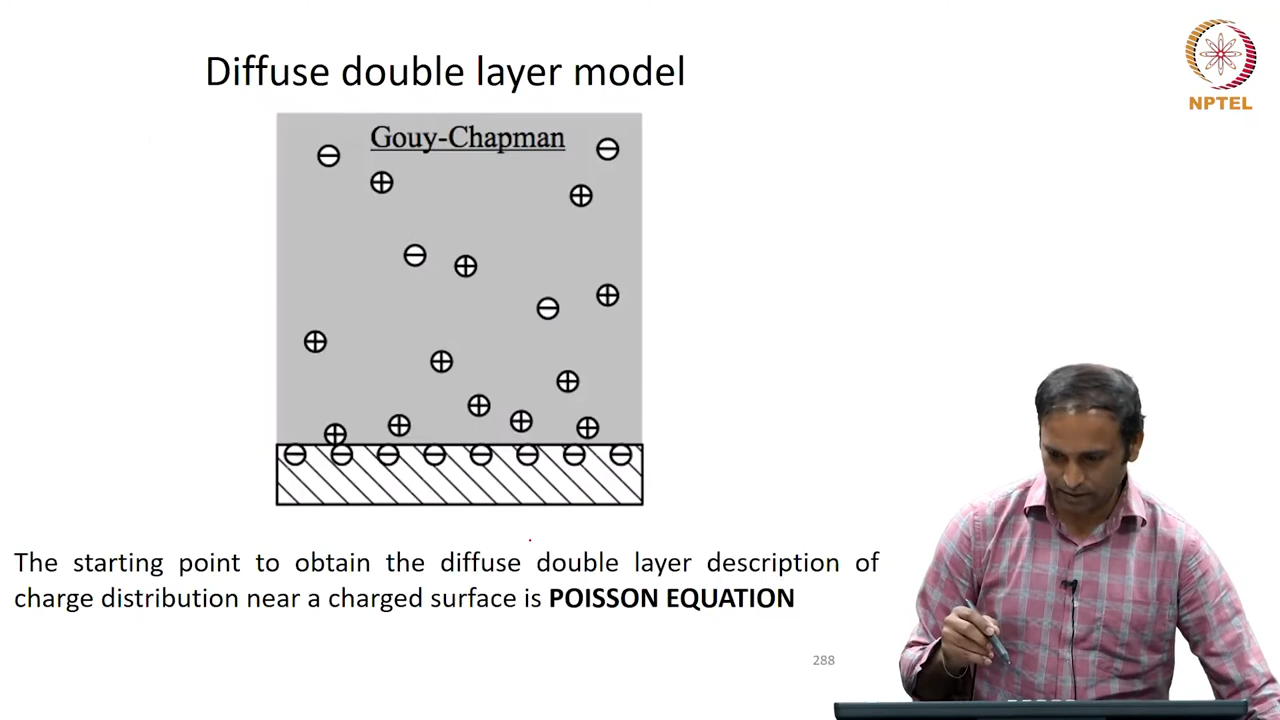 Diffuse double layer model
NPTEL
Gouy-Chapman
The starting point to obtain the diffuse double layer description of
charge distribution near a charged surface is POISSON EQUATION
288